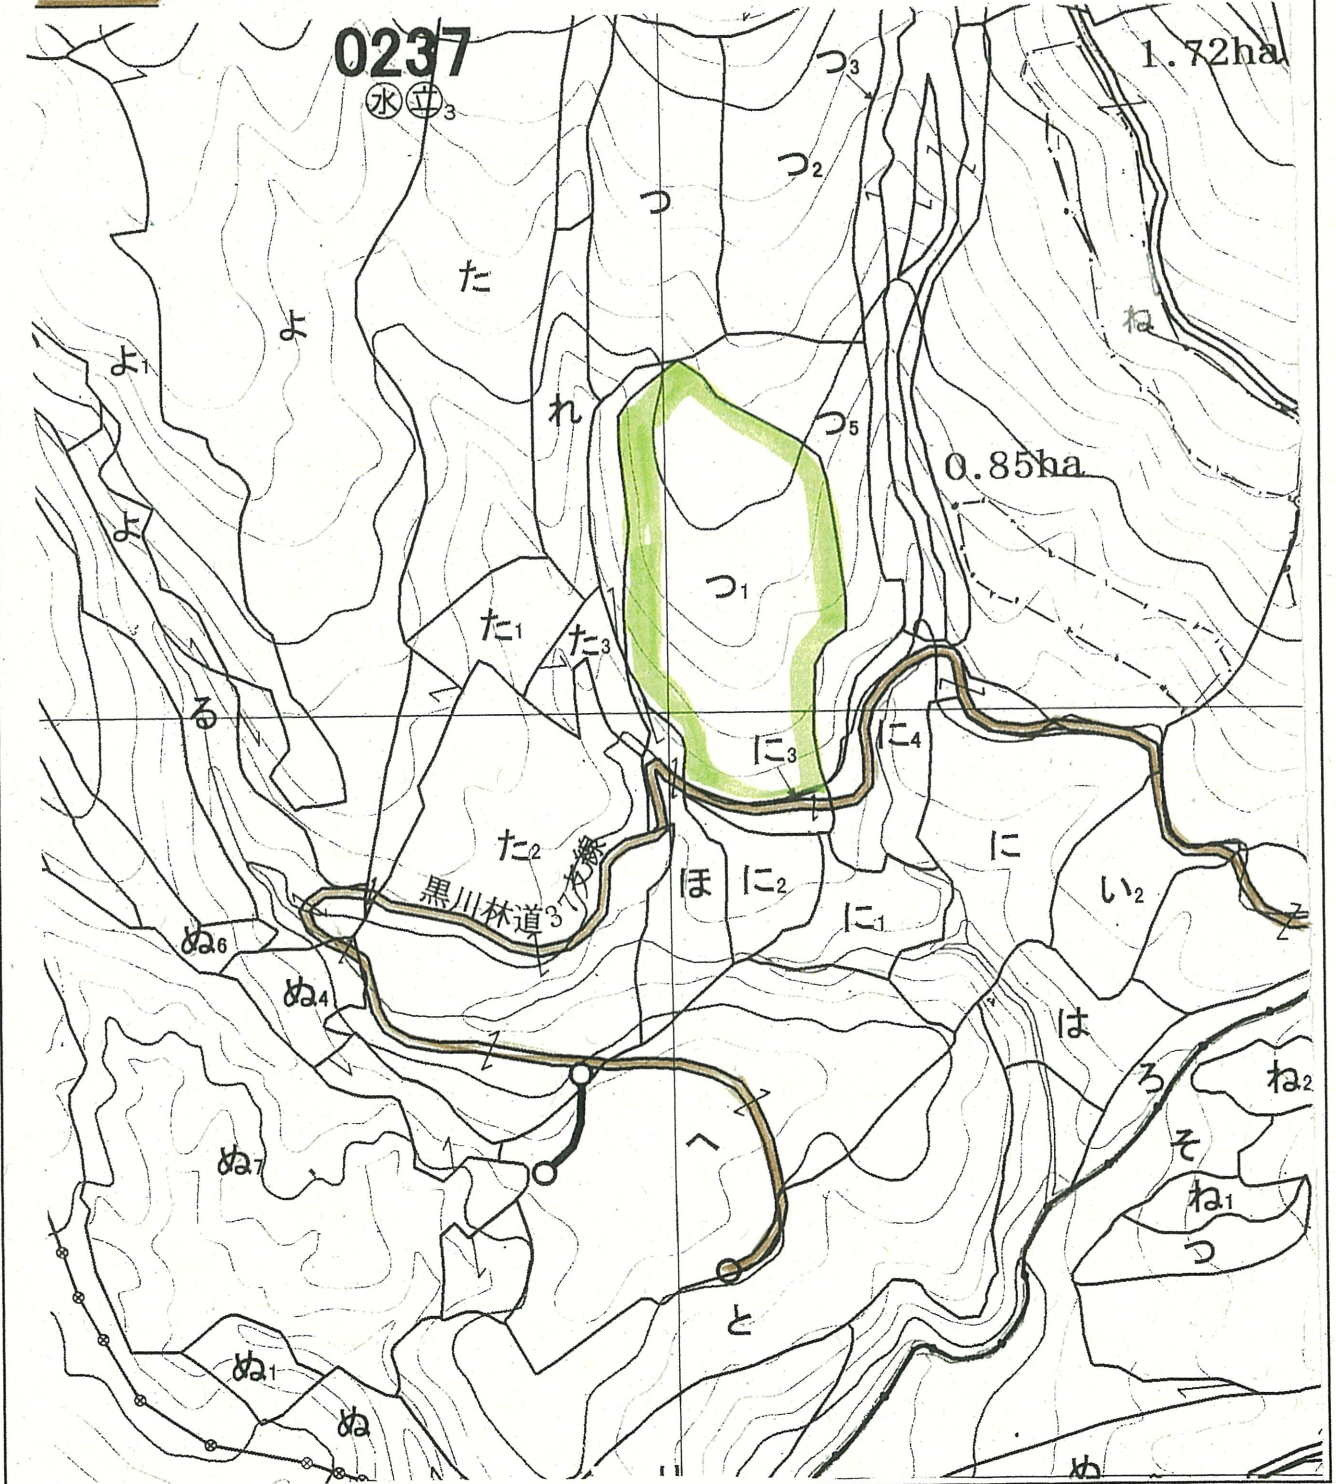 0237
水 立3
1.72ha
つ3
つ2
つ
た
ね
よ
よ1
れ
つ5
0.85ha
よ
つ1
た1
た3
る
に3
に4
た2
に
黒川林道37支線
ほ
に2
い2
に1
ぬ6
ぬ4
は
ろ
ね2
そ
へ
ぬ7
ね1
つ
と
ぬ1
ぬ
ぬ